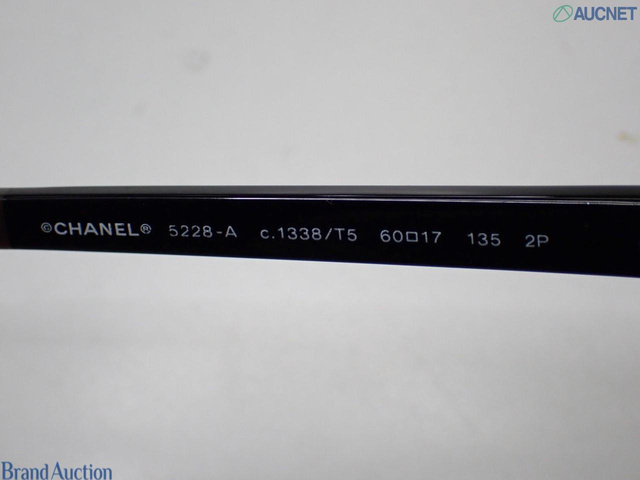 AUCNET
©CHANEL® 5228-A c.1338/T5 60□17 135 2P
Brand Auction